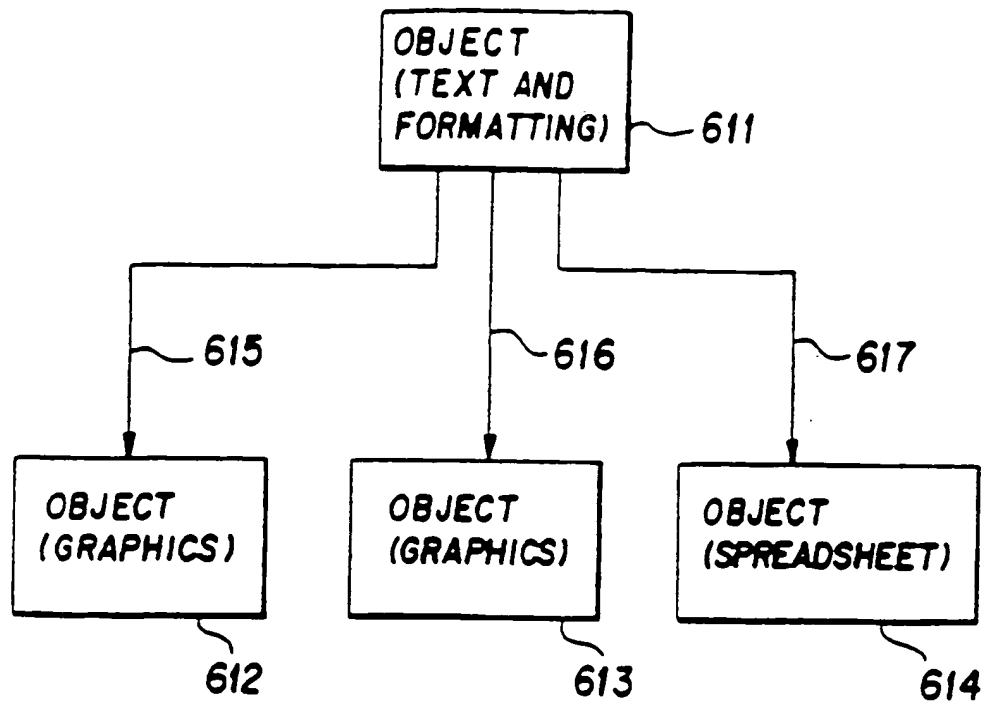 OBJECT
(TEXT AND
FORMATTING)
611
615
616
617
OBJECT
(GRAPHICS)
OBJECT
(GRAPHICS)
OBJECT
(SPREADSHEET)
612
613
614